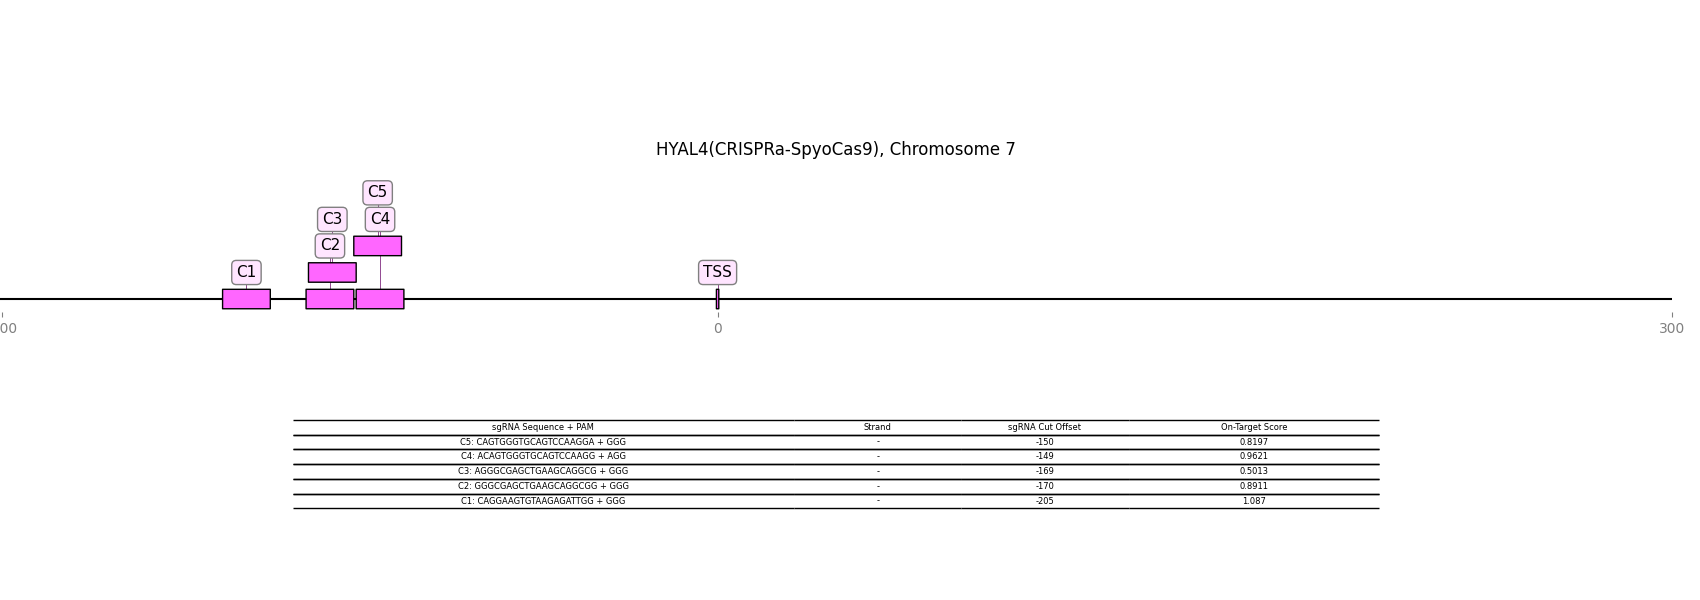 HYAL4(CRISPRa-SpyoCas9), Chromosome 7
C5
C3 C4
C2
C1 TSS
00 0 300
sgRNA Sequence + PAM Strand sgRNA Cut Offset On-Target Score
C5: CAGTGGGTGCAGTCCAAGGA + GGG - -150 0.8197
C4: ACAGTGGGTGCAGTCCAAGG + AGG - -149 0.9621
C3: AGGGCGAGCTGAAGCAGGCG + GGG - -169 0.5013
C2: GGGCGAGCTGAAGCAGGCGG + GGG - -170 0.8911
C1: CAGGAAGTGTAAGAGATTGG + GGG - -205 1.087